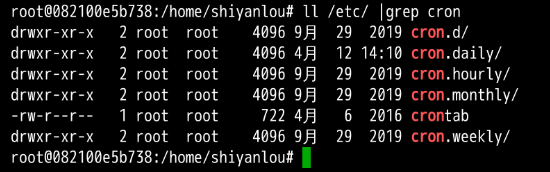 root@082100e5b738:/home/shiyanlou# ll /etc/ |grep cron
drwxr-xr-x   2 root  root    4096 9月   29  2019 cron.d/
drwxr-xr-x   2 root  root    4096 4月   12 14:10 cron.daily/
drwxr-xr-x   2 root  root    4096 9月   29  2019 cron.hourly/
drwxr-xr-x   2 root  root    4096 9月   29  2019 cron.monthly/
-rw-r--r--   1 root  root     722 4月    6  2016 crontab
drwxr-xr-x   2 root  root    4096 9月   29  2019 cron.weekly/
root@082100e5b738:/home/shiyanlou#